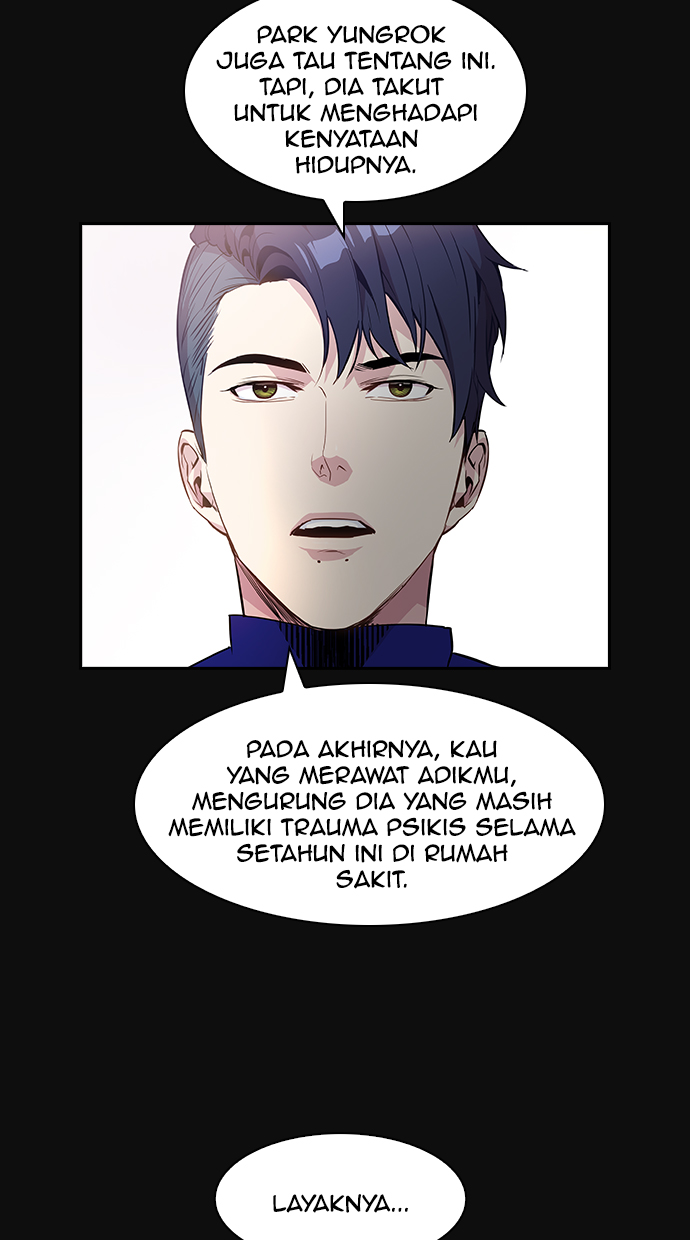 PARK YUNGROK
JUGA TAU TENTANG INI.
TAPI, DIA TAKUT
UNTUK MENGHADAPI
KENYATAAN
HIDUPNYA.
PADA AKHIRNYA, KAU
YANG MERAWAT ADIKMU,
MENGURUNG DIA YANG MASIH
MEMILIKI TRAUMA PSIKIS SELAMA
SETAHUN INI DI RUMAH
SAKIT.
LAYAKNYA...